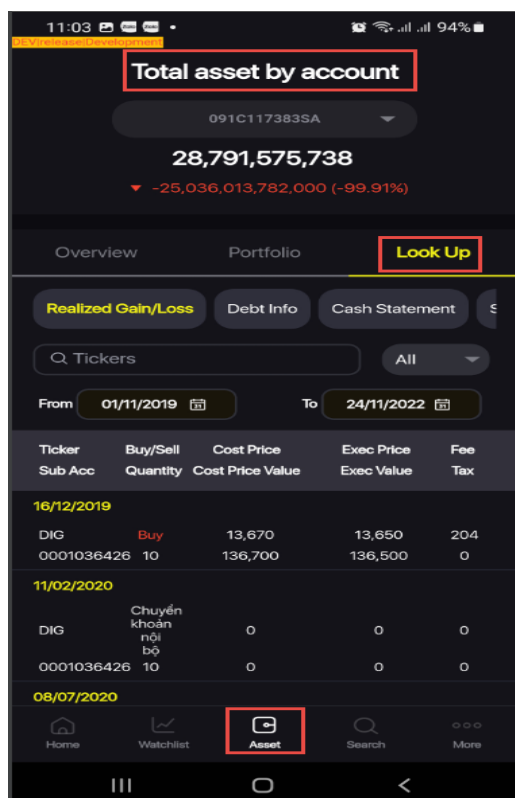 11:03 94%
DEV|release|Development
Total asset by account
091C117383SA
28,791,575,738
-25,036,013,782,000 (-99.91%)
Overview Portfolio Look Up
Realized Gain/Loss Debt Info Cash Statement S
Tickers All
From 01/11/2019 To 24/11/2022
Ticker Buy/Sell Cost Price Exec Price Fee
Sub Acc Quantity Cost Price Value Exec Value Tax
16/12/2019
DIG Buy 13,670 13,650 204
0001036426 10 136,700 136,500 0
11/02/2020
DIG Chuyển khoản nội bộ 0 0 0
0001036426 10 0 0 0
08/07/2020
Home Watchlist Asset Search More